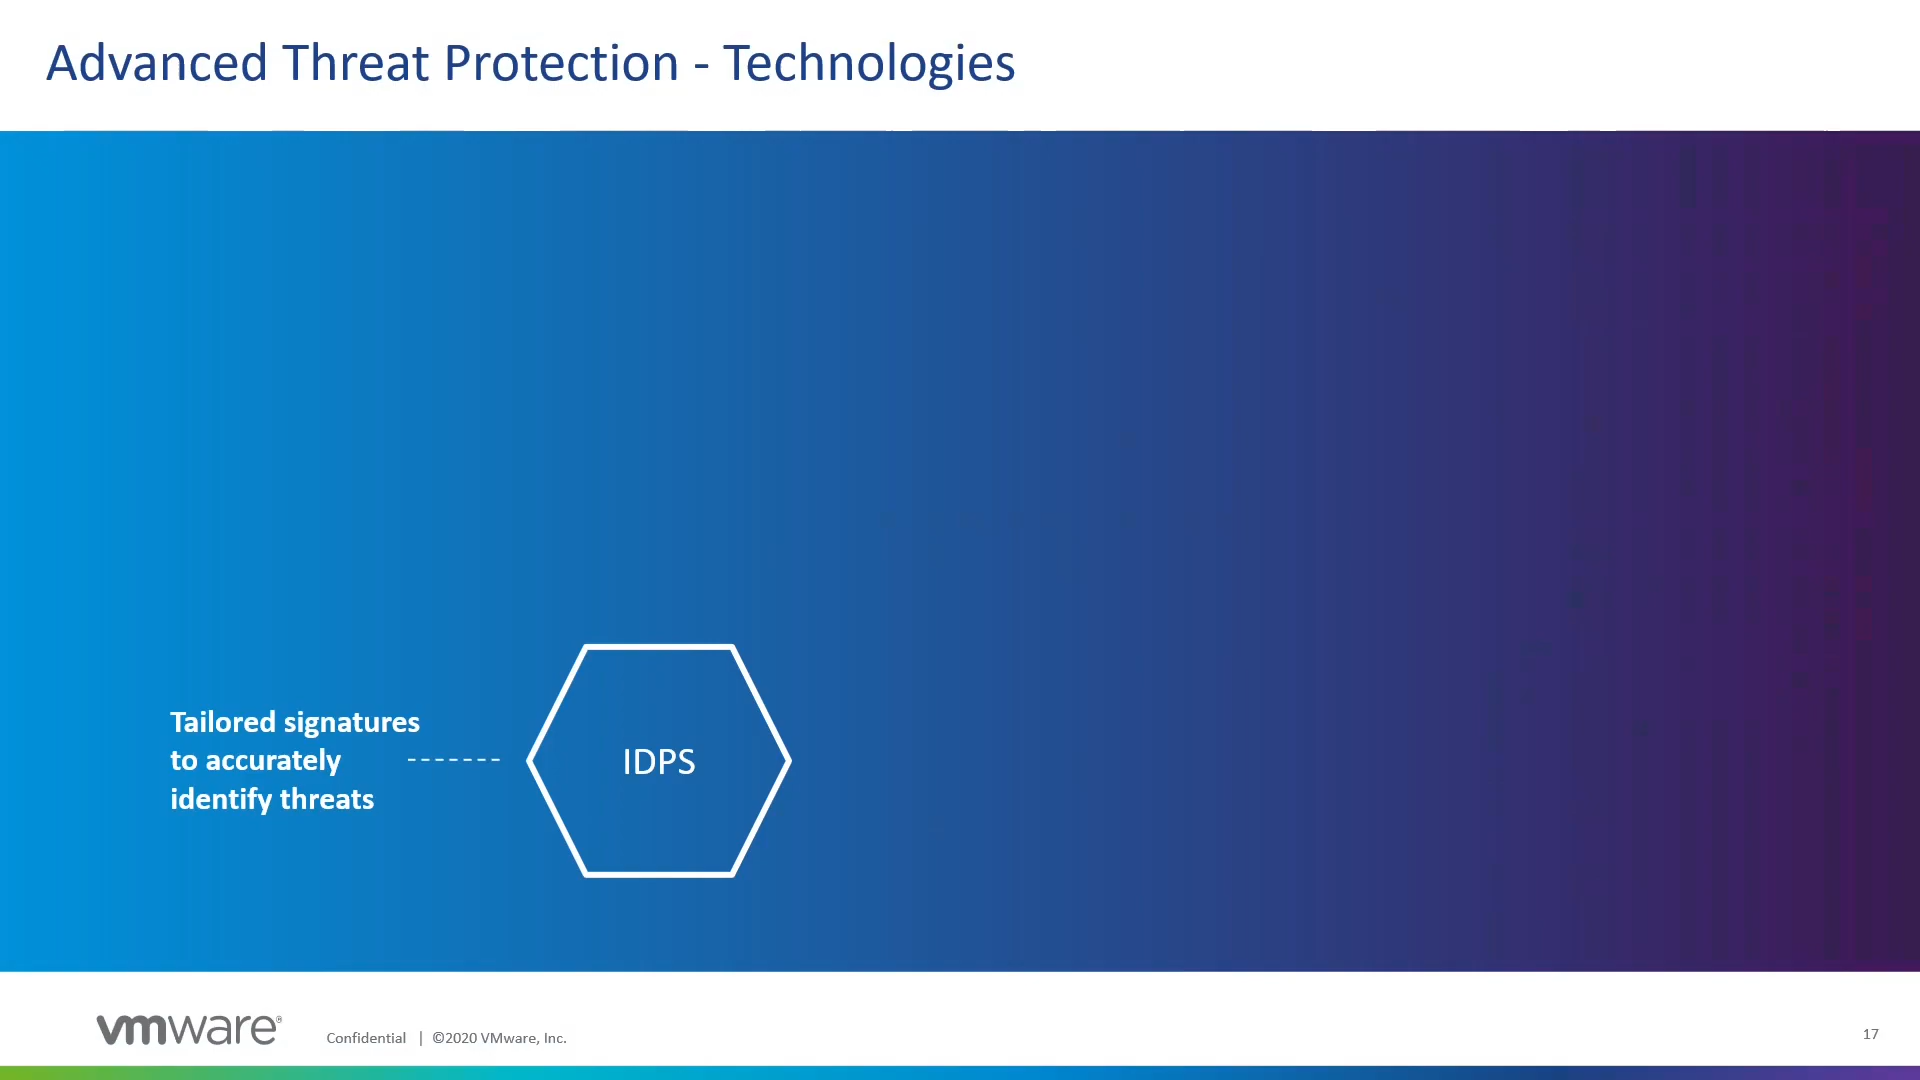 Advanced Threat Protection - Technologies
Tailored signatures
to accurately
identify threats
IDPS
vmware®
Confidential | ©2020 VMware, Inc.
17